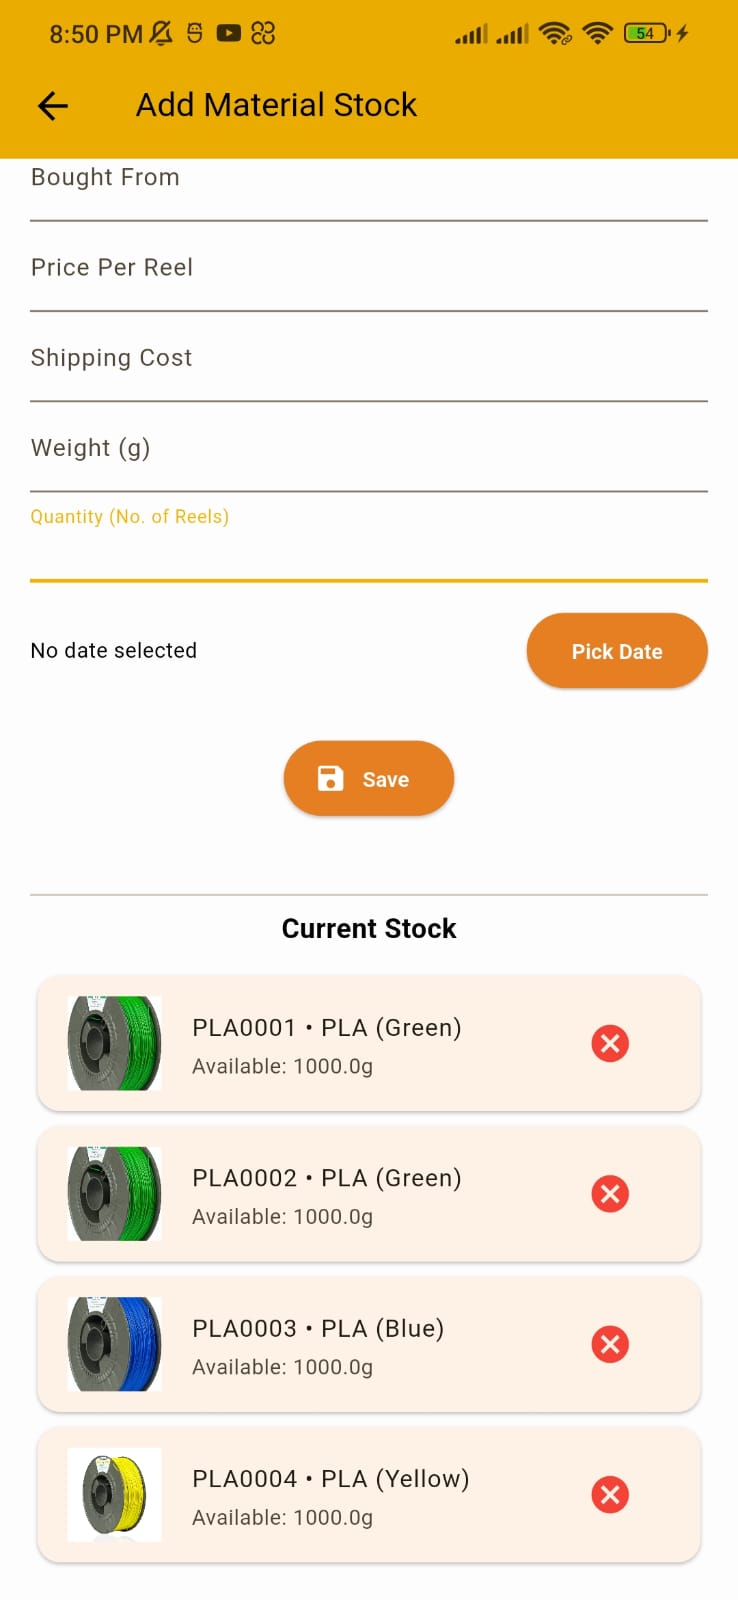 8:50 PM 54
Add Material Stock
Bought From
Price Per Reel
Shipping Cost
Weight (g)
Quantity (No. of Reels)
No date selected
Pick Date
Save
Current Stock
PLA0001 • PLA (Green)
Available: 1000.0g
PLA0002 • PLA (Green)
Available: 1000.0g
PLA0003 • PLA (Blue)
Available: 1000.0g
PLA0004 • PLA (Yellow)
Available: 1000.0g